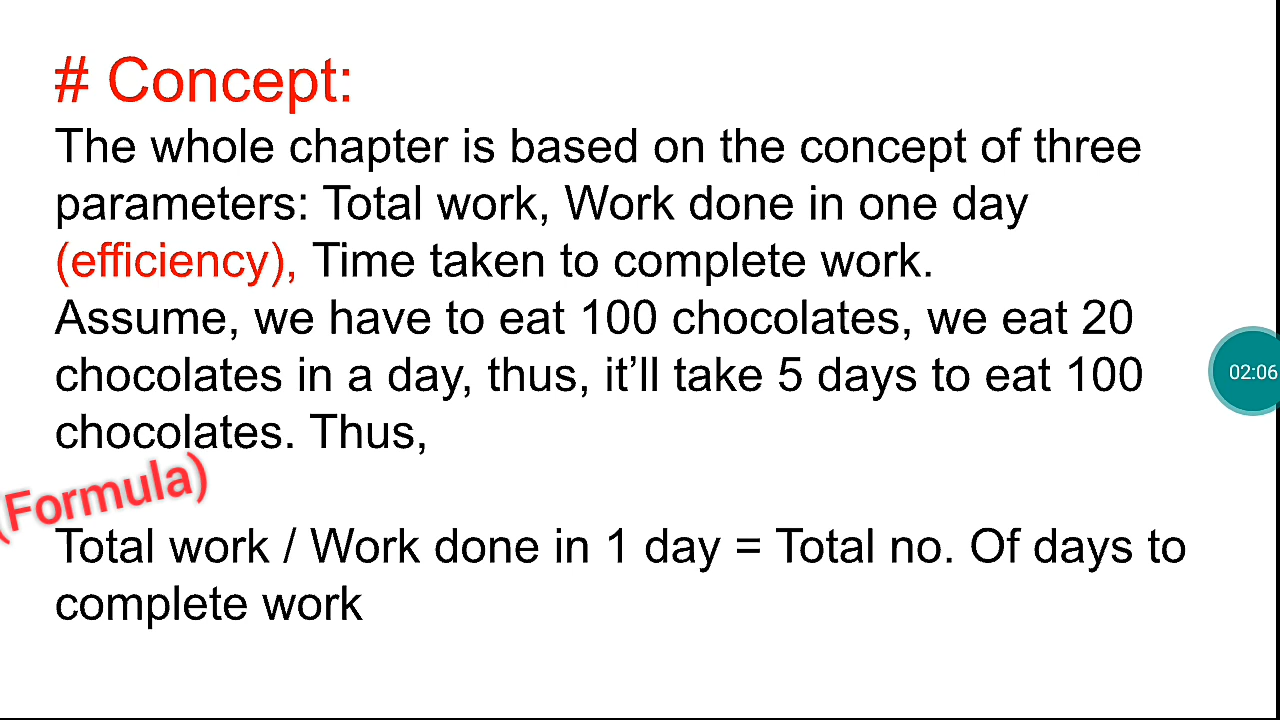 # Concept:
The whole chapter is based on the concept of three
parameters: Total work, Work done in one day
(efficiency), Time taken to complete work.
Assume, we have to eat 100 chocolates, we eat 20
chocolates in a day, thus, it’ll take 5 days to eat 100
chocolates. Thus,
(Formula)
Total work / Work done in 1 day = Total no. Of days to
complete work
02:06